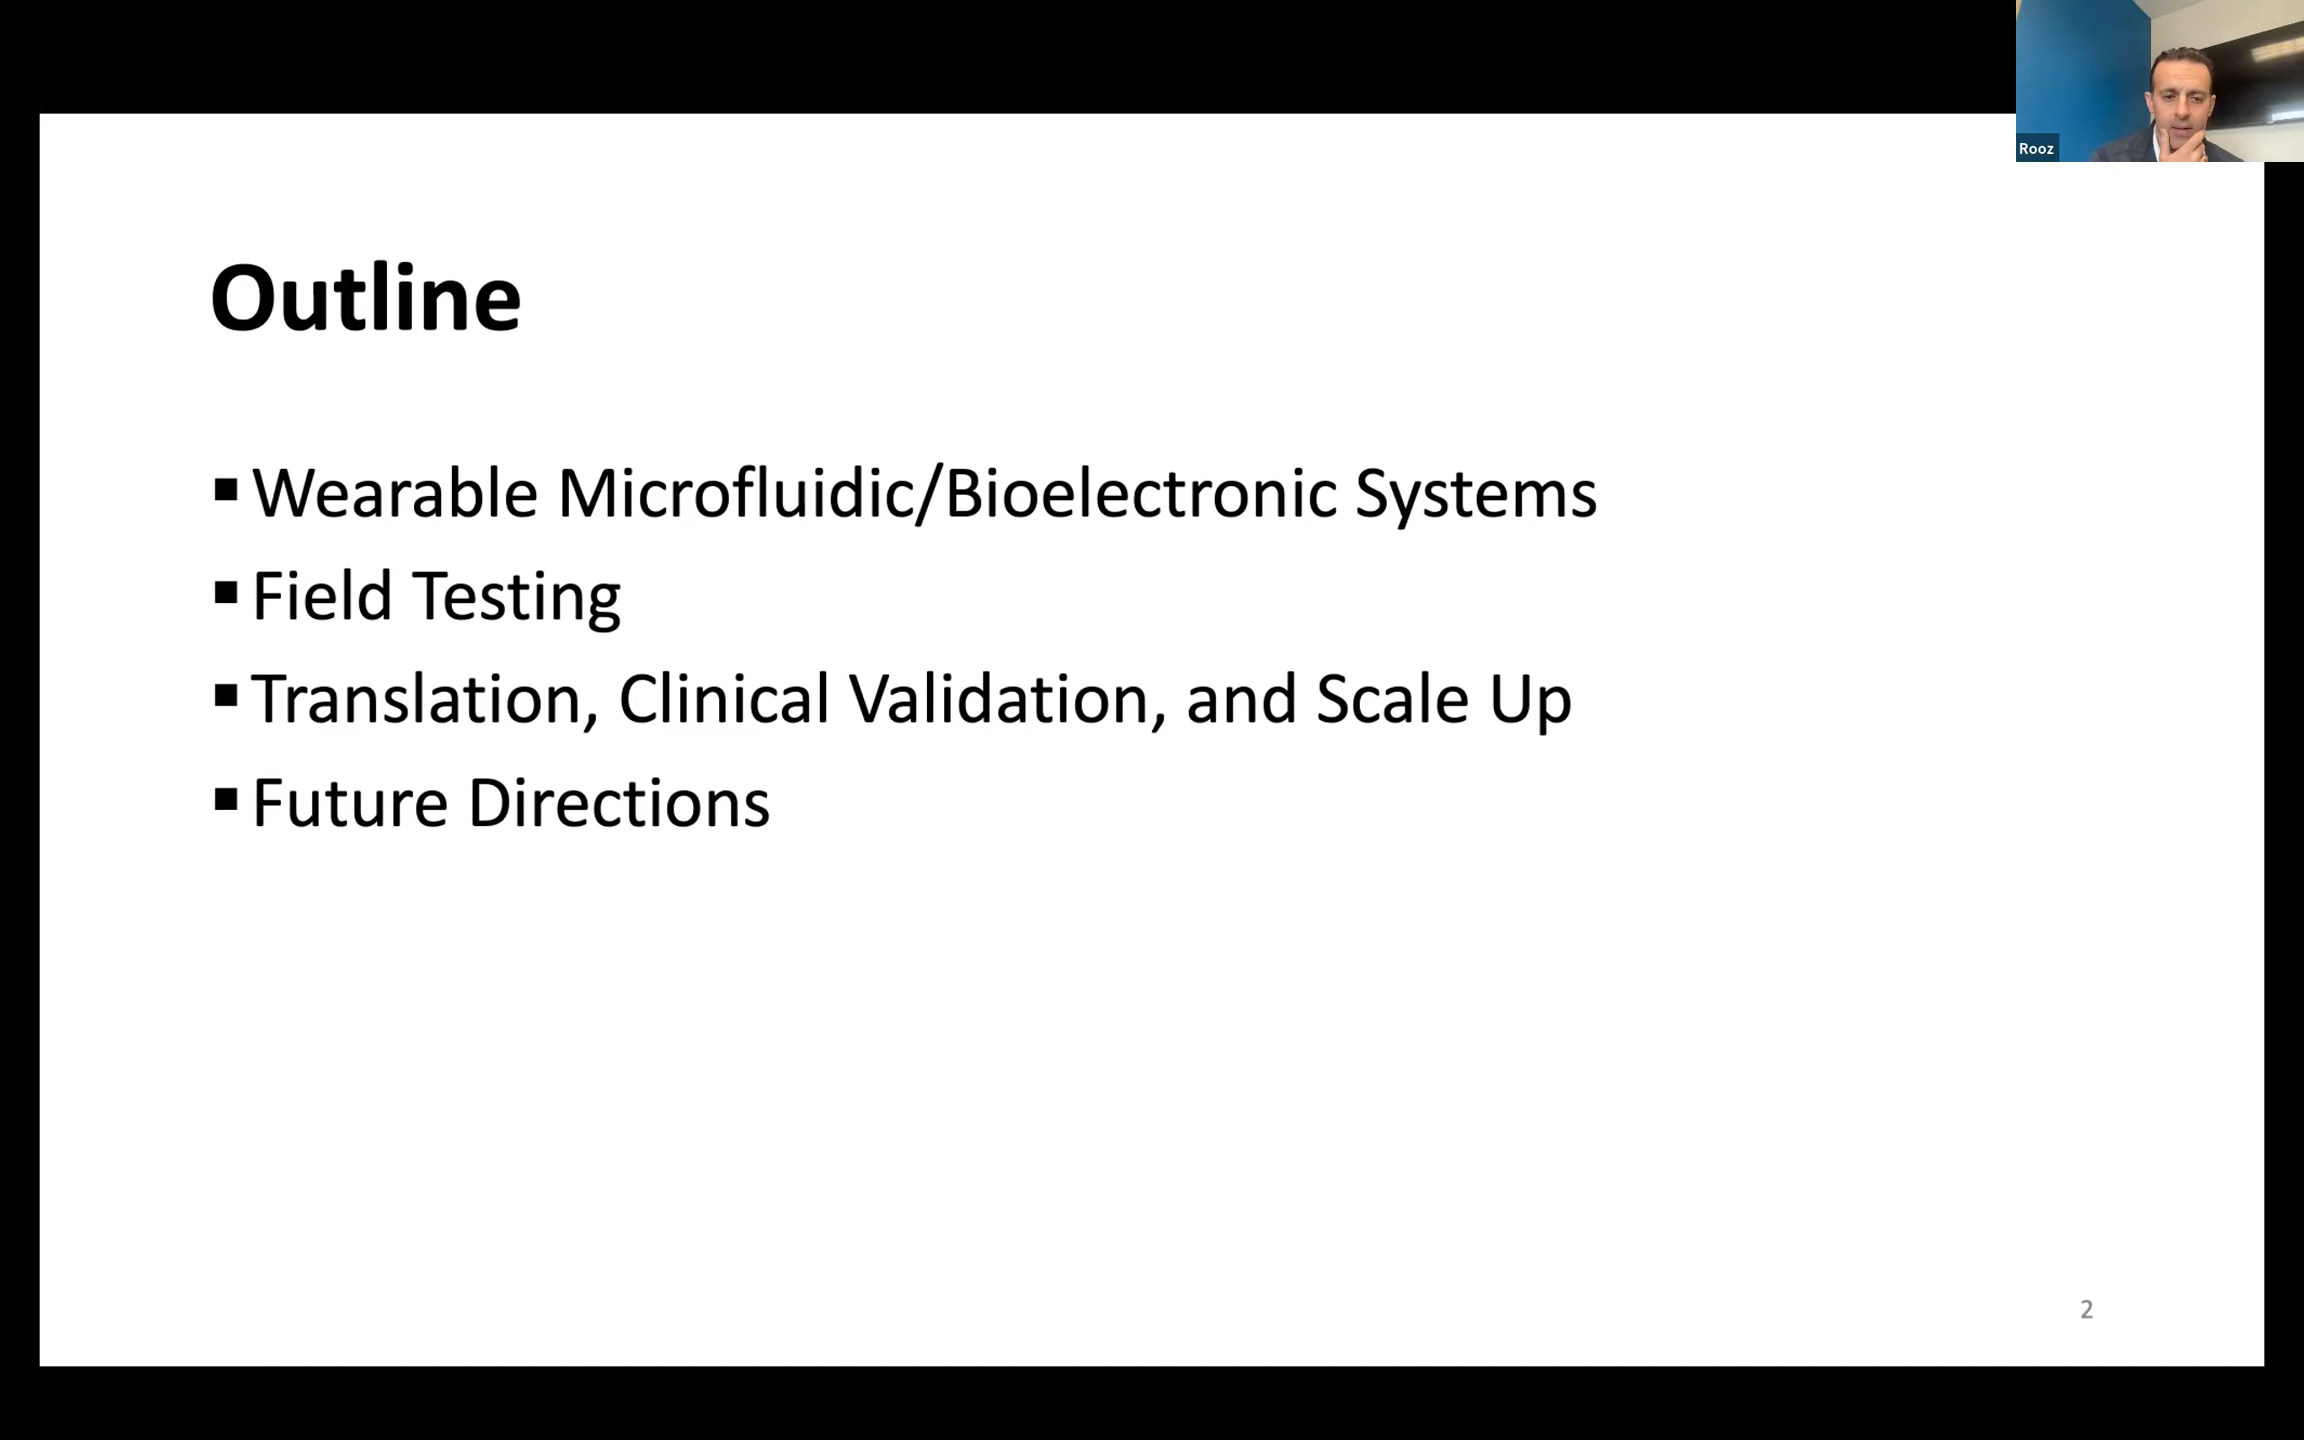 Rooz
Outline
▪ Wearable Microfluidic/Bioelectronic Systems
▪ Field Testing
▪ Translation, Clinical Validation, and Scale Up
▪ Future Directions
2